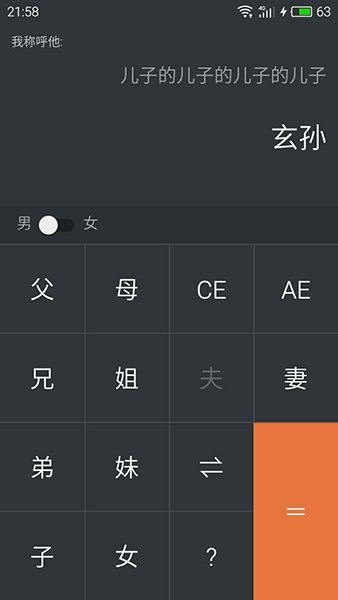 21:58 4G 63
我称呼他:
儿子的儿子的儿子的儿子
玄孙
男 女
父 母 CE AE
兄 姐 夫 妻
弟 妹 ⇌
=
子 女 ?